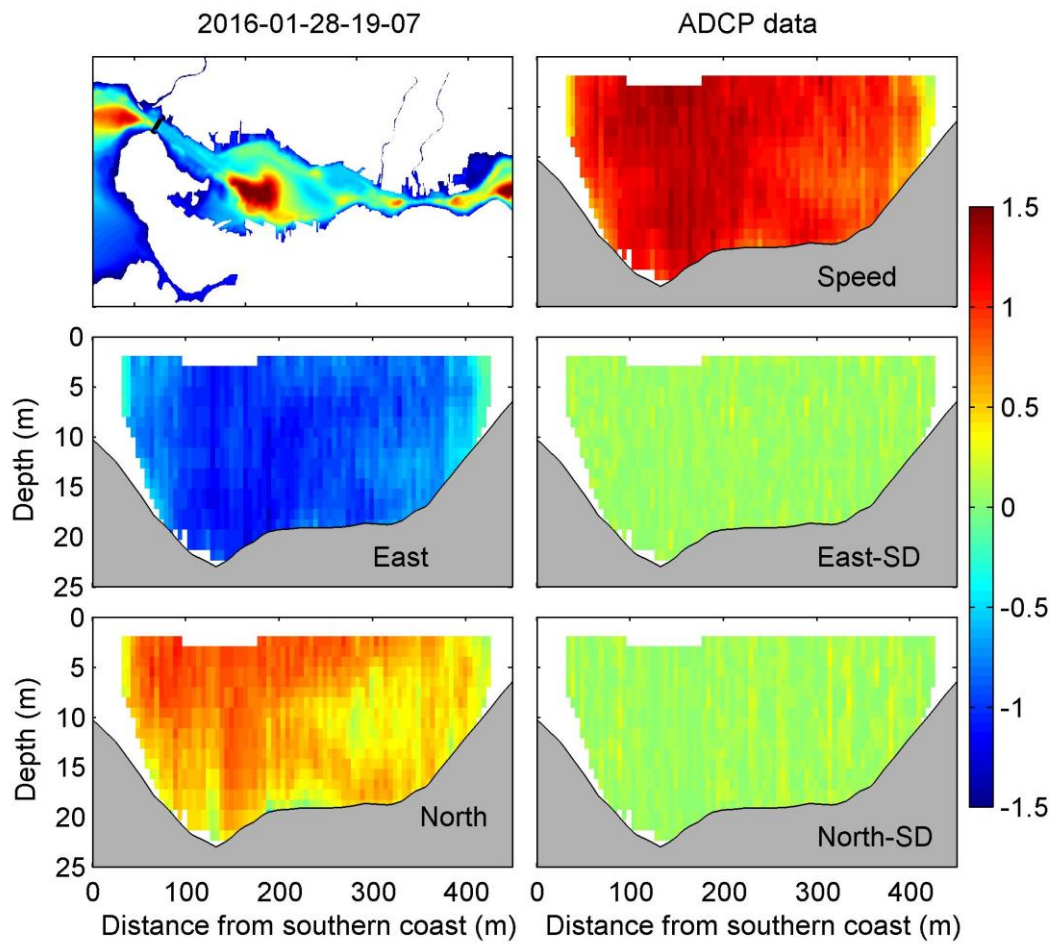 2016-01-28-19-07
ADCP data
Speed
1.5
1
0.5
0
-0.5
-1
-1.5
0
5
10
15
20
25
Depth (m)
East
East-SD
0
5
10
15
20
25
Depth (m)
North
North-SD
0 100 200 300 400
0 100 200 300 400
Distance from southern coast (m)
Distance from southern coast (m)